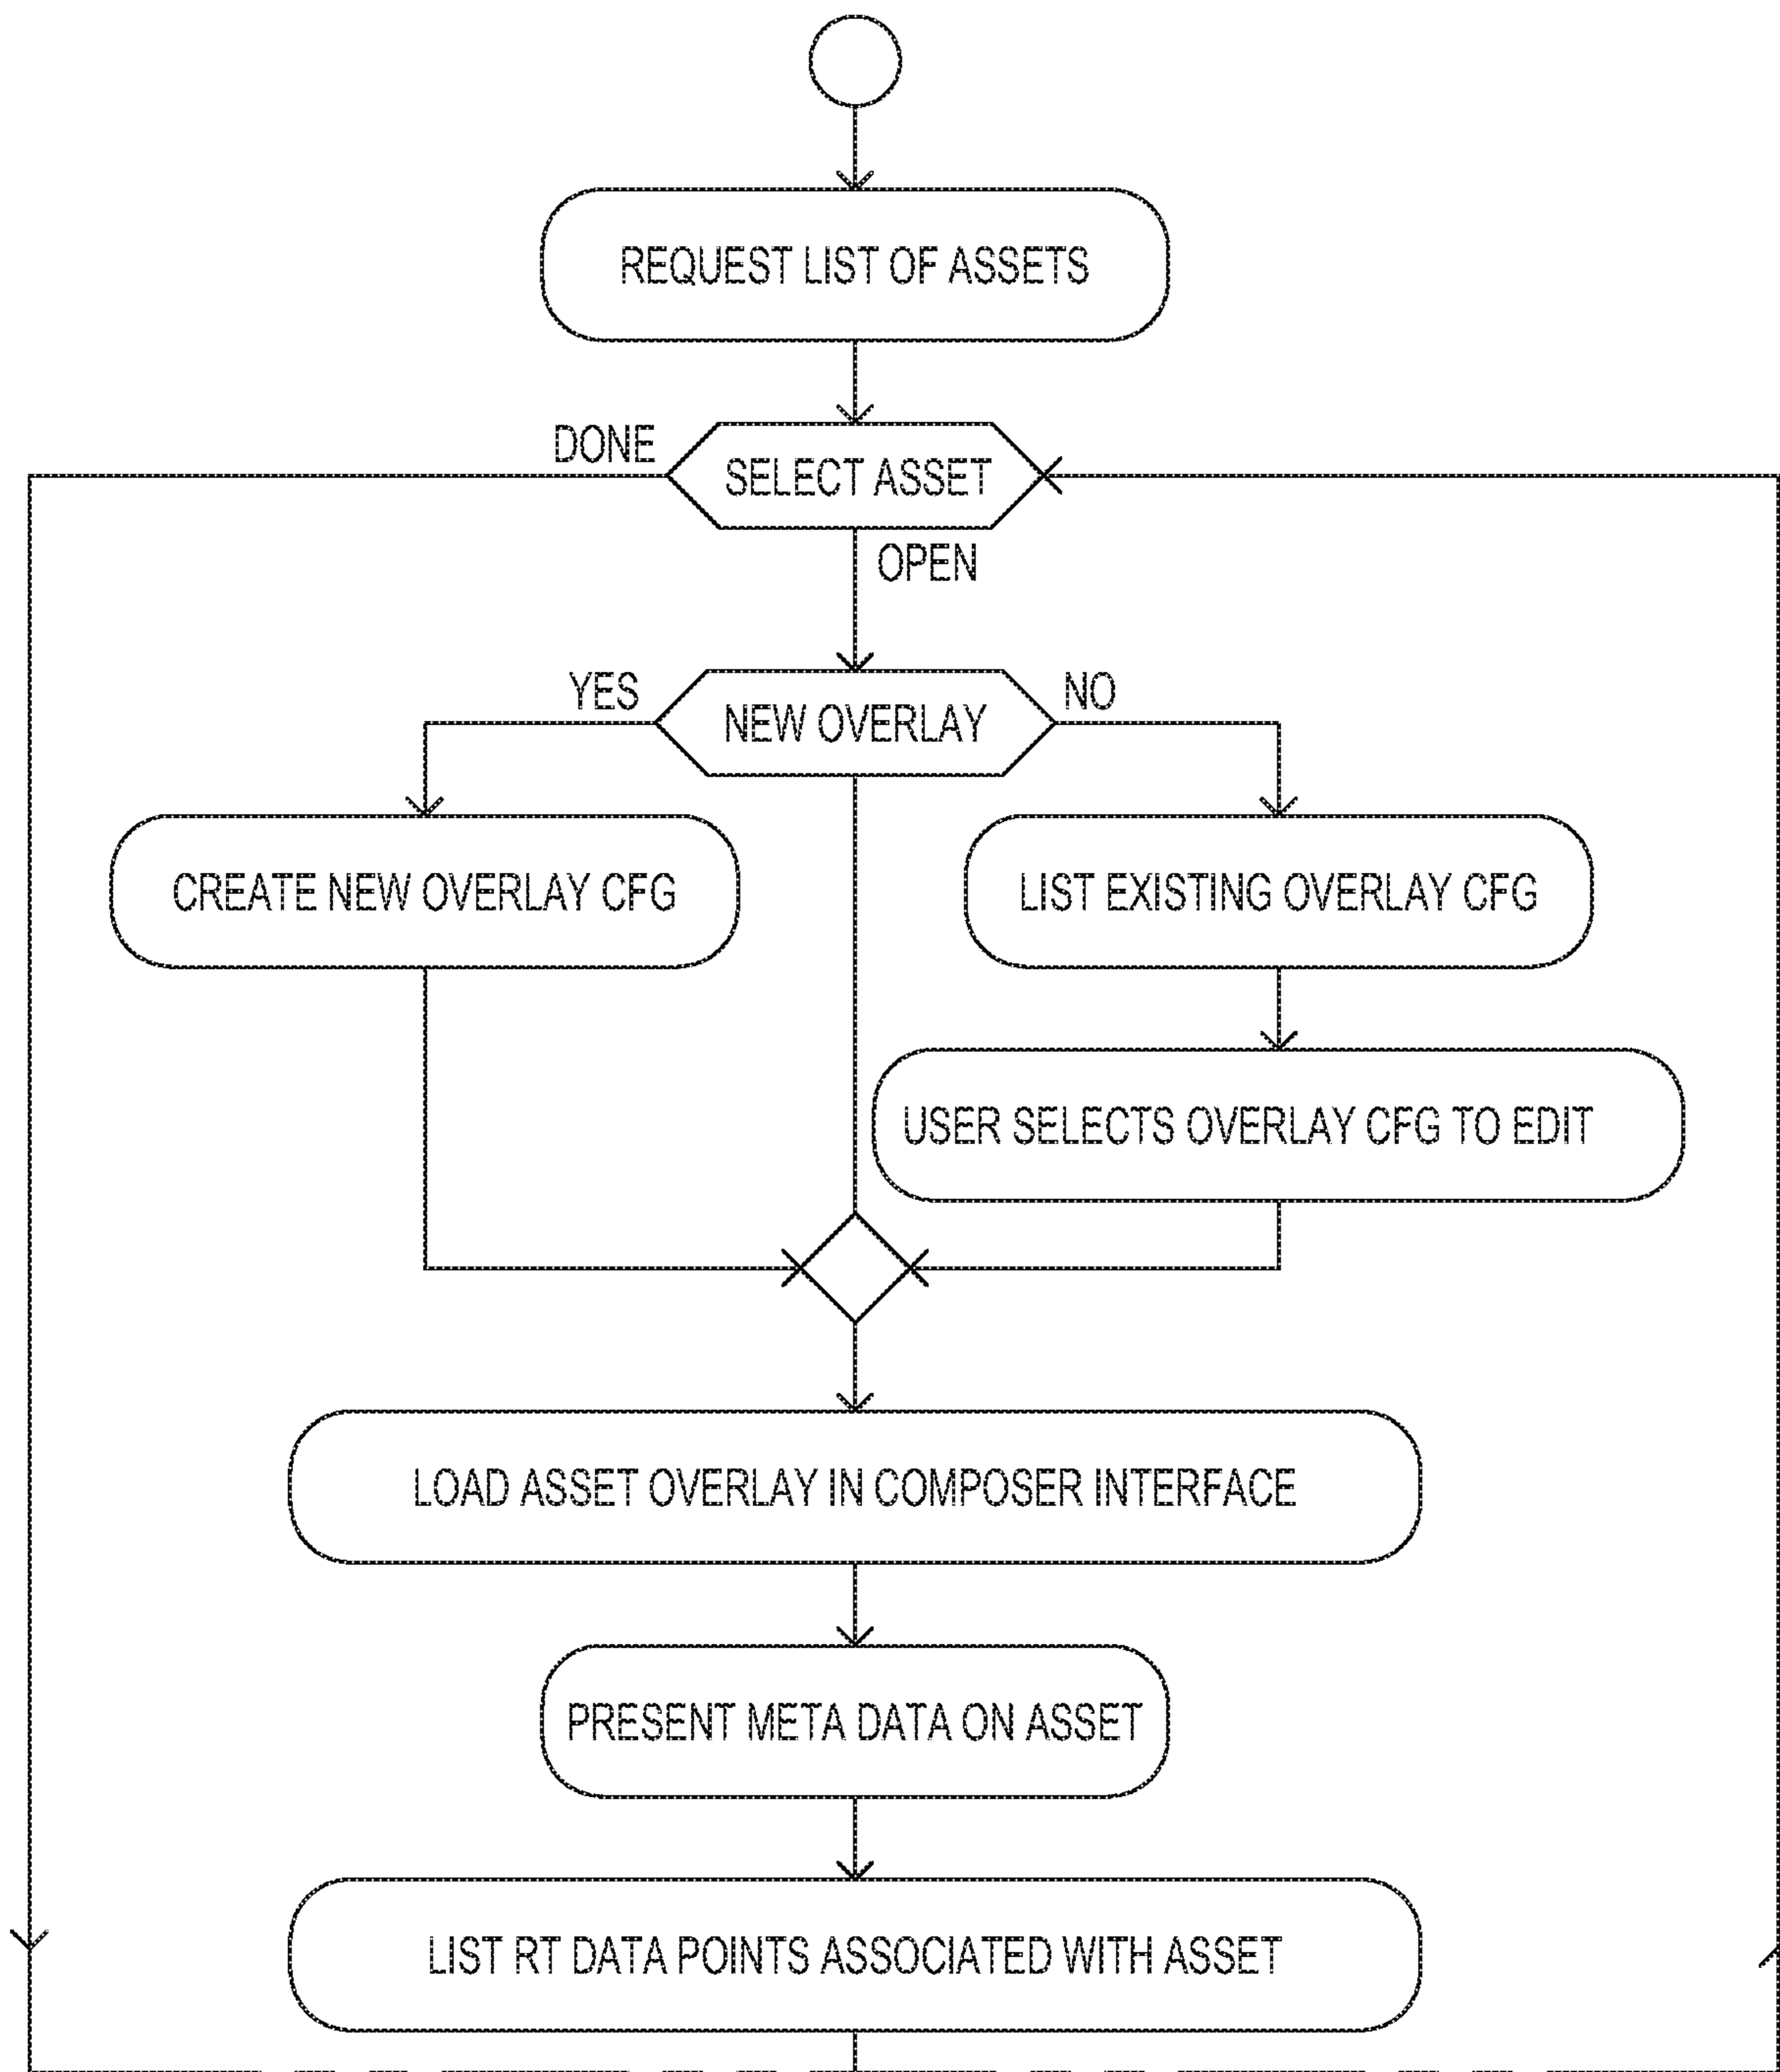 REQUEST LIST OF ASSETS
DONE
SELECT ASSET
OPEN
YES
NEW OVERLAY
NO
CREATE NEW OVERLAY CFG
LIST EXISTING OVERLAY CFG
USER SELECTS OVERLAY CFG TO EDIT
LOAD ASSET OVERLAY IN COMPOSER INTERFACE
PRESENT META DATA ON ASSET
LIST RT DATA POINTS ASSOCIATED WITH ASSET